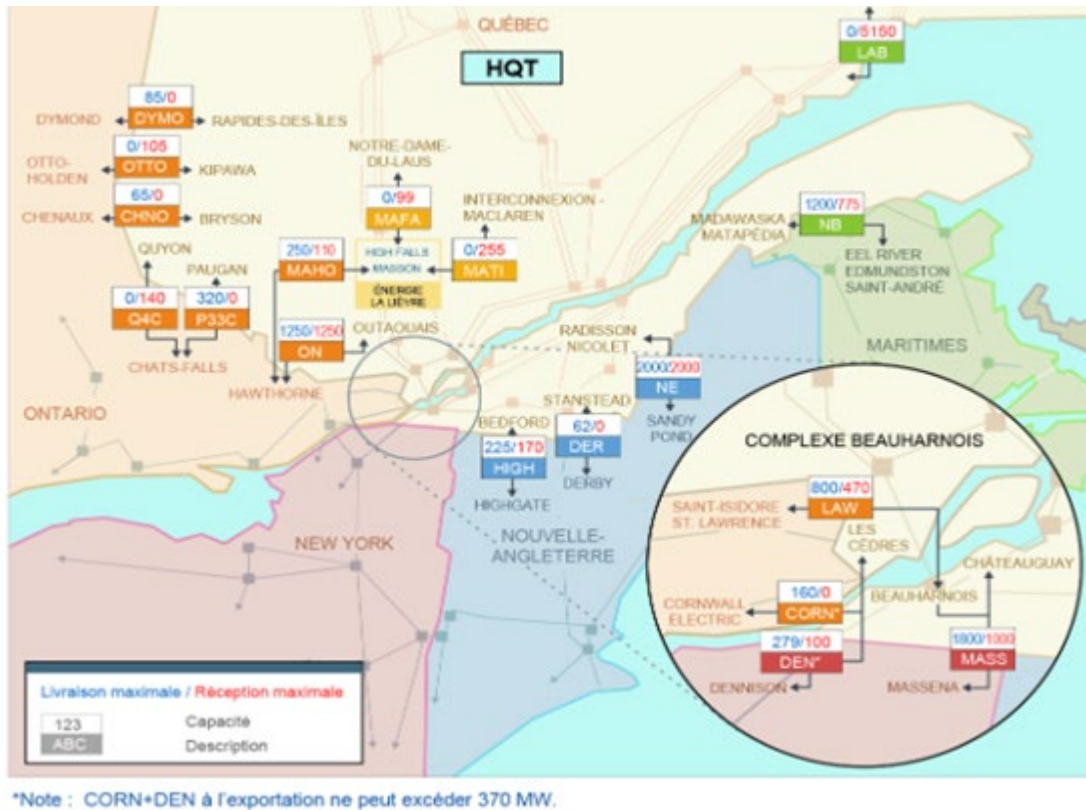 QUÉBEC
HQT
0/5150
LAB
85/0
DYMO
DYMOND
RAPIDES-DES-ÎLES
0/105
OTTO
OTTO-
HOLDEN
KIPAWA
65/0
CHNO
CHENAUX
BRYSON
NOTRE-DAME-
DU-LAUS
0/99
MAFA
INTERCONNEXION -
MACLAREN
0/255
MATI
250/110
MAHO
HIGH FALLS
MASSON
ÉNERGIE
LA LIÈVRE
QUYON
PAUGAN
0/140
Q4C
320/0
P33C
CHATS-FALLS
1250/1250
ON
OUTAOUAIS
HAWTHORNE
ONTARIO
MADAWASKA
MATAPÉDIA
1200/775
NB
EEL RIVER
EDMUNDSTON
SAINT-ANDRÉ
MARITIMES
RADISSON
NICOLET
2000/2000
NE
SANDY
POND
STANSTEAD
62/0
DER
DERBY
BEDFORD
225/170
HIGH
HIGHGATE
NEW YORK
NOUVELLE-
ANGLETERRE
COMPLEXE BEAUHARNOIS
800/470
LAW
SAINT-ISIDORE
ST. LAWRENCE
LES
CÈDRES
CHÂTEAUGUAY
BEAUHARNOIS
160/0
CORN*
CORNWALL
ELECTRIC
279/100
DEN*
DENNISON
1800/1000
MASS
MASSENA
Livraison maximale / Réception maximale
123
Capacité
ABC
Description
*Note : CORN+DEN à l'exportation ne peut excéder 370 MW.